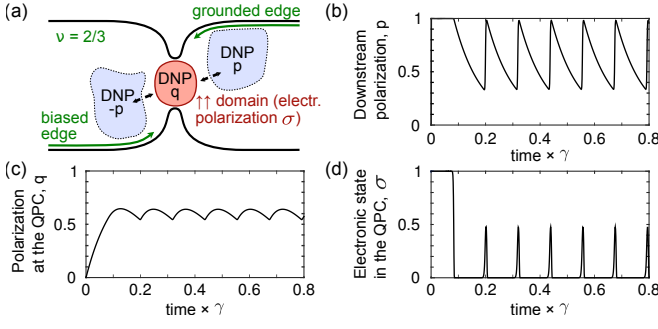 (a)
grounded edge
ν = 2/3
DNP
p
DNP
q
DNP
-p
↑↑ domain (electr.
polarization σ)
biased
edge
(b)
Downstream
polarization, p
1
0.5
0
0
0.2
0.4
0.6
0.8
time × γ
(c)
Polarization
at the QPC, q
1
0.5
0
0
0.2
0.4
0.6
0.8
time × γ
(d)
Electronic state
in the QPC, σ
1
0.5
0
0
0.2
0.4
0.6
0.8
time × γ